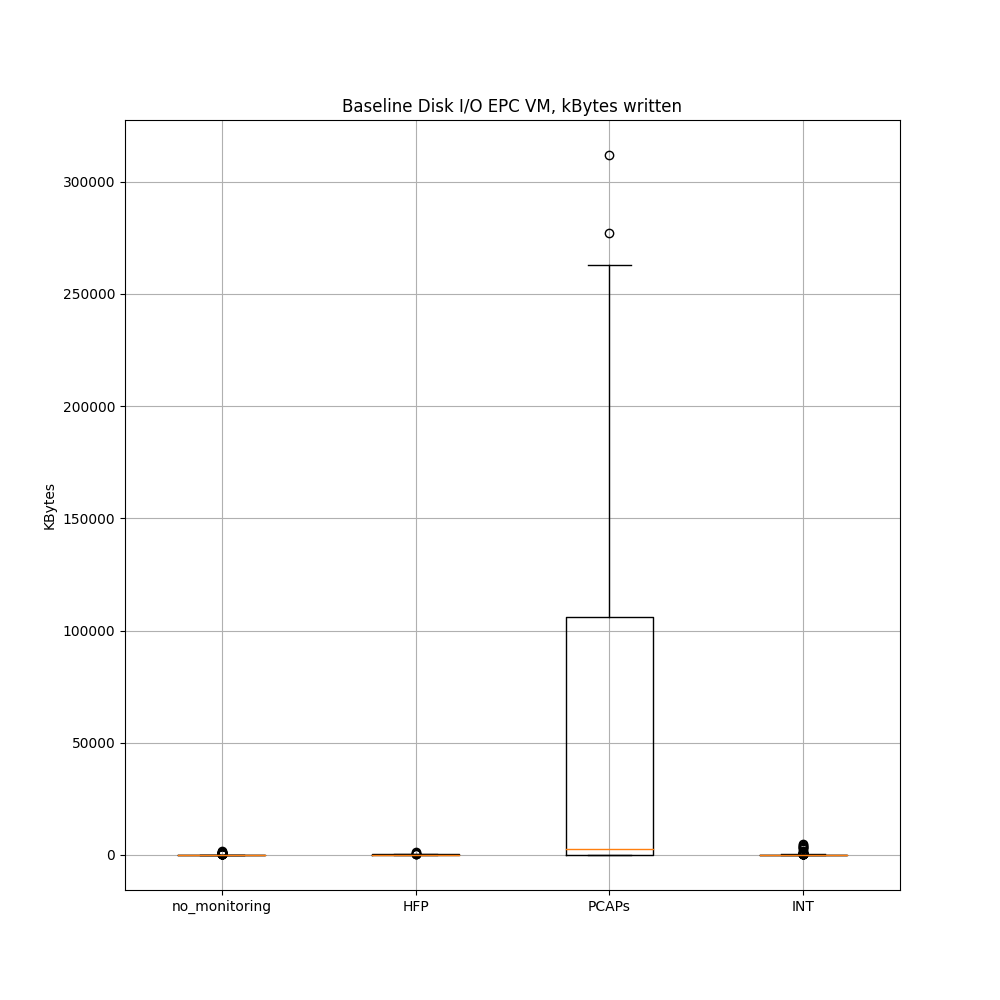 Baseline Disk I/O EPC VM, kBytes written
300000
250000
200000
150000
100000
50000
0
KBytes
no_monitoring HFP PCAPs INT